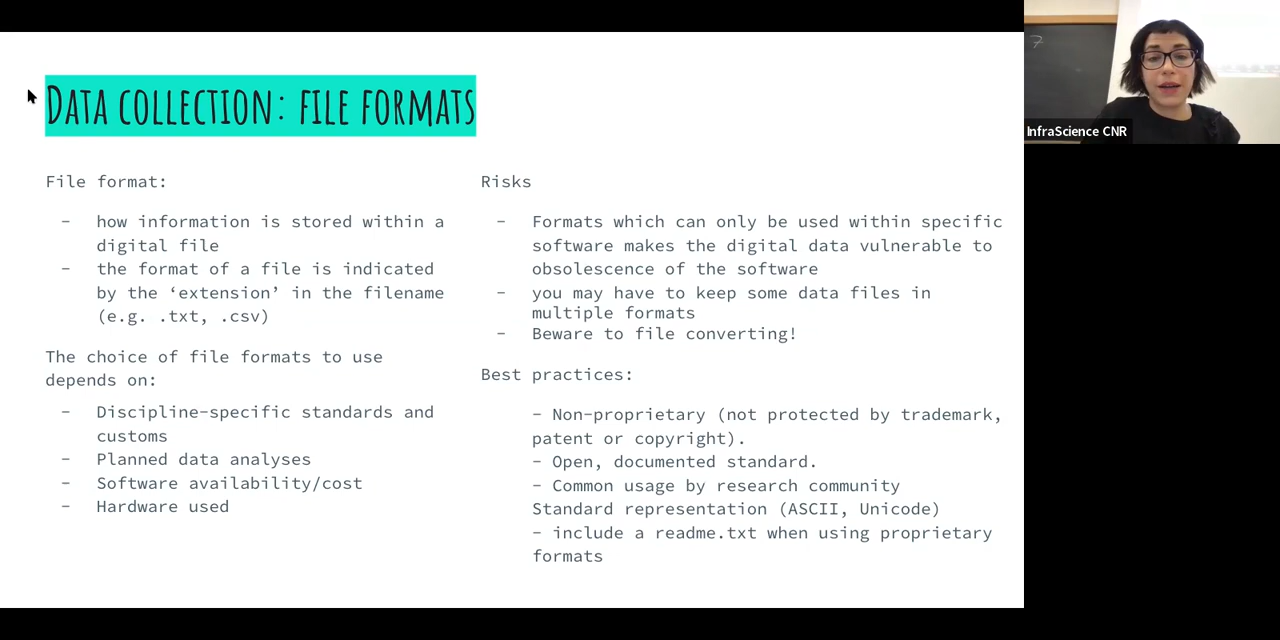 Data collection: file formats
File format:
- how information is stored within a
digital file
- the format of a file is indicated
by the ‘extension’ in the filename
(e.g. .txt, .csv)
The choice of file formats to use
depends on:
- Discipline-specific standards and
customs
- Planned data analyses
- Software availability/cost
- Hardware used
Risks
- Formats which can only be used within specific
software makes the digital data vulnerable to
obsolescence of the software
- you may have to keep some data files in
multiple formats
- Beware to file converting!
Best practices:
- Non-proprietary (not protected by trademark,
patent or copyright).
- Open, documented standard.
- Common usage by research community
Standard representation (ASCII, Unicode)
- include a readme.txt when using proprietary
formats
InfraScience CNR